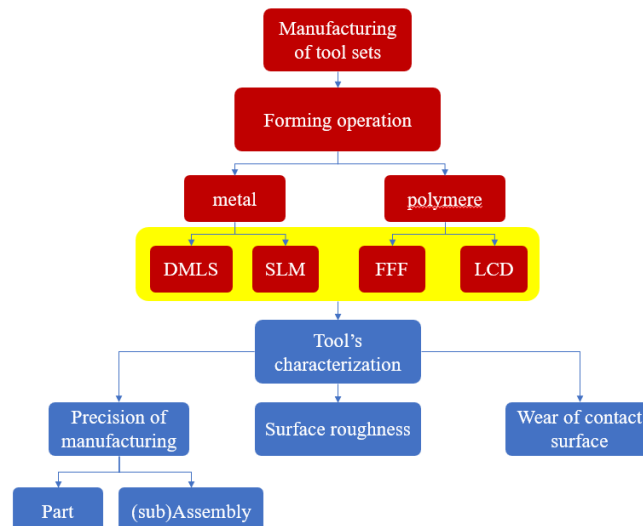 Manufacturing
of tool sets
Forming operation
metal
polymere
DMLS
SLM
FFF
LCD
Tool's
characterization
Precision of
manufacturing
Surface roughness
Wear of contact
surface
Part
(sub)Assembly